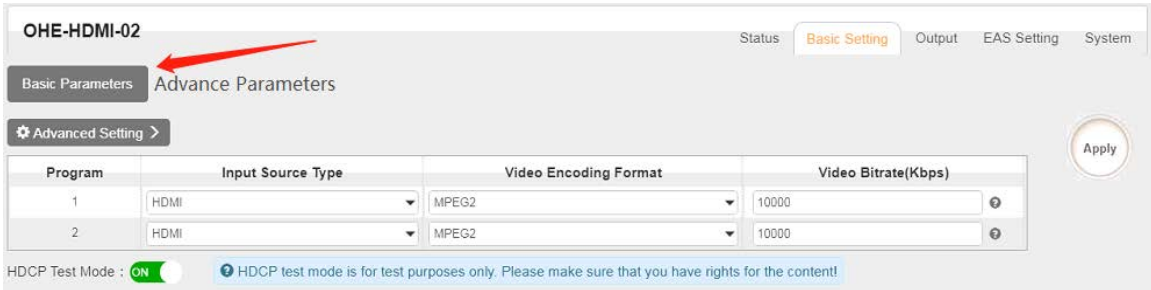 OHE-HDMI-02
Status Basic Setting Output EAS Setting System
Basic Parameters Advance Parameters
Advanced Setting >
Apply
Program Input Source Type Video Encoding Format Video Bitrate(Kbps)
1 HDMI MPEG2 10000 ?
2 HDMI MPEG2 10000 ?
HDCP Test Mode : ON ? HDCP test mode is for test purposes only. Please make sure that you have rights for the content!